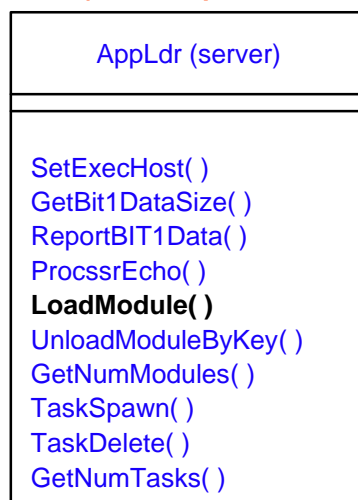 AppLdr (server)
SetExecHost( )
GetBit1DataSize( )
ReportBIT1Data( )
ProcssrEcho( )
LoadModule( )
UnloadModuleByKey( )
GetNumModules( )
TaskSpawn( )
TaskDelete( )
GetNumTasks( )